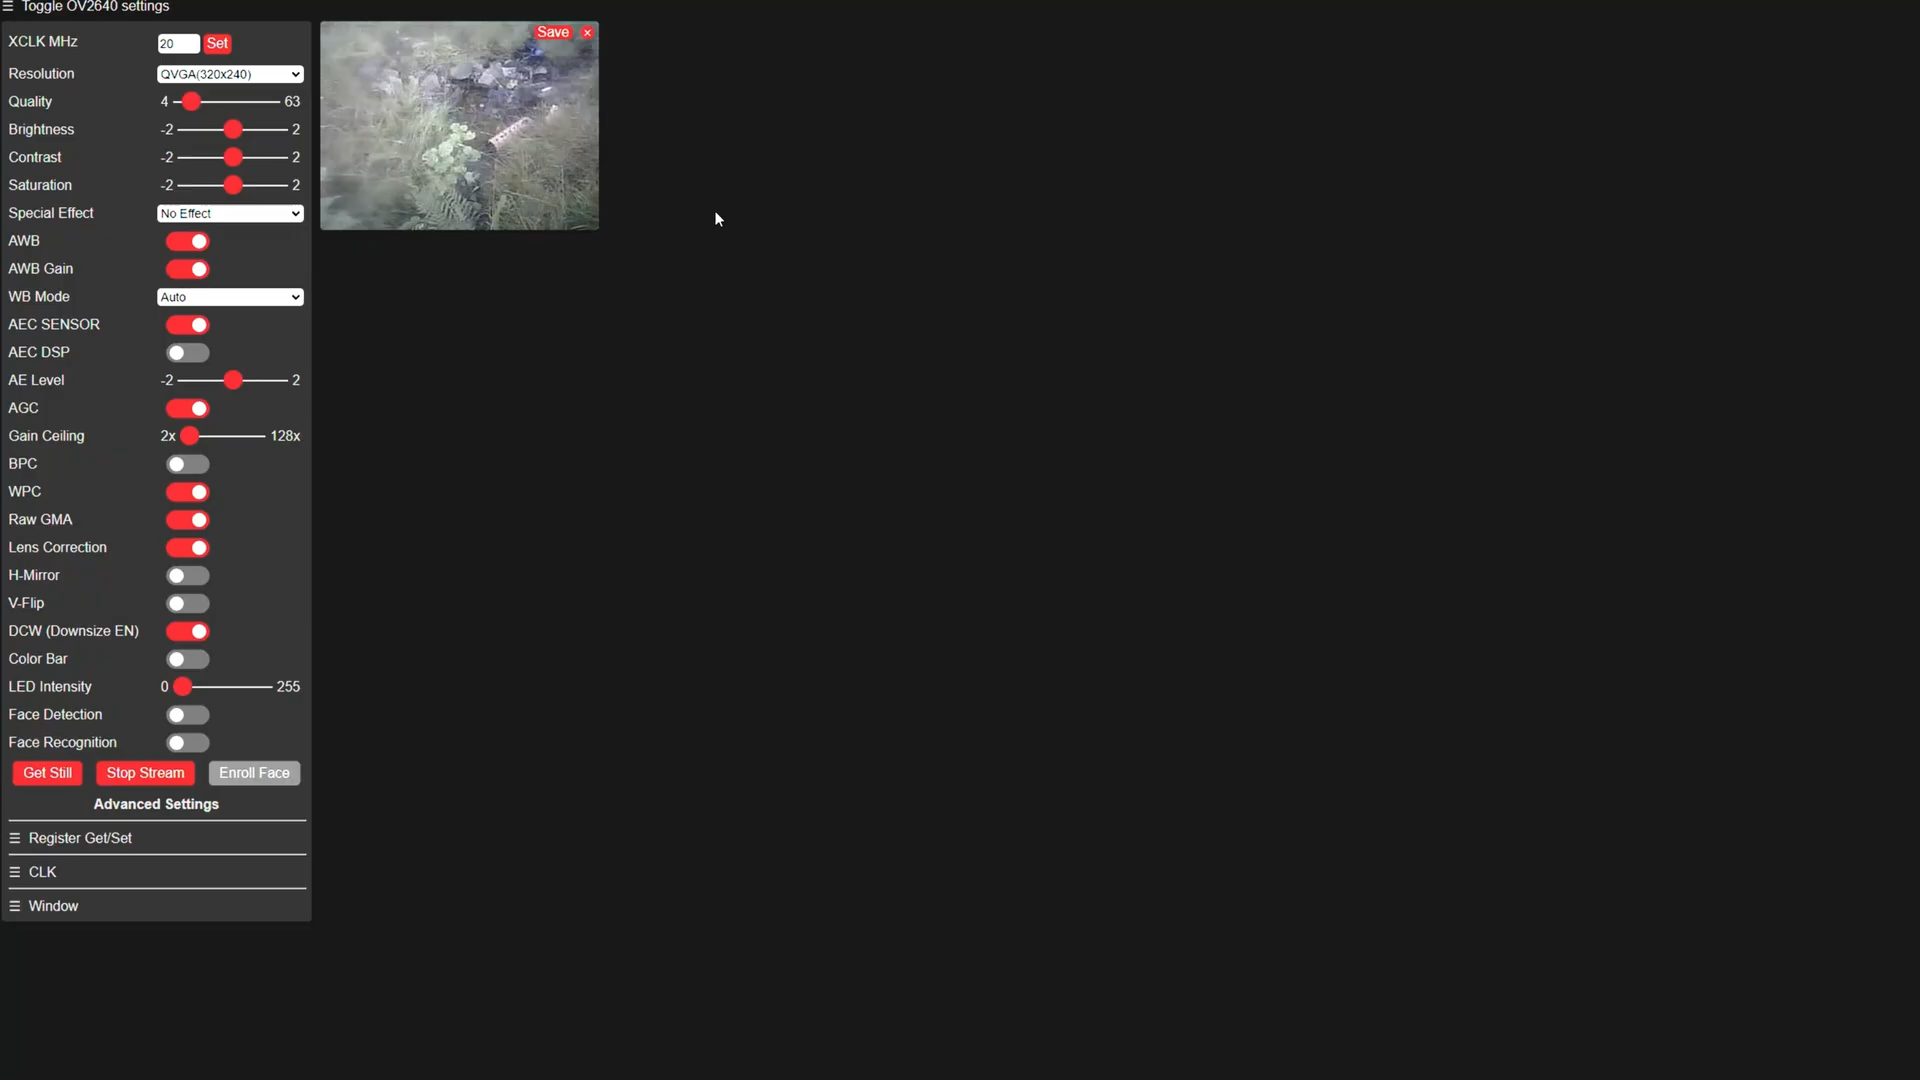 ☰ Toggle OV2640 settings
XCLK MHz 20 Set
Resolution QVGA(320x240)
Quality 4 63
Brightness -2 2
Contrast -2 2
Saturation -2 2
Special Effect No Effect
AWB
AWB Gain
WB Mode Auto
AEC SENSOR
AEC DSP
AE Level -2 2
AGC
Gain Ceiling 2x 128x
BPC
WPC
Raw GMA
Lens Correction
H-Mirror
V-Flip
DCW (Downsize EN)
Color Bar
LED Intensity 0 255
Face Detection
Face Recognition
Get Still Stop Stream Enroll Face
Advanced Settings
☰ Register Get/Set
☰ CLK
☰ Window
Save ×